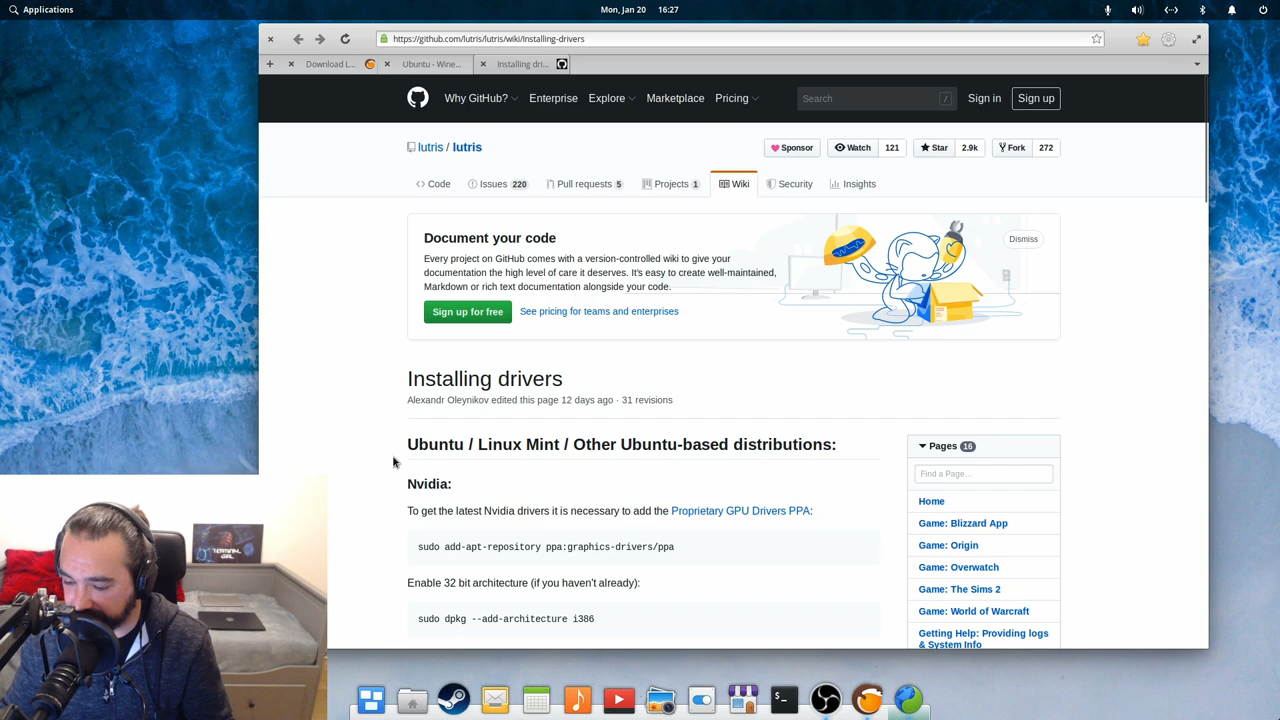 Applications
Mon, Jan 20 16:27
https://github.com/lutris/lutris/wiki/Installing-drivers
Download L...
Ubuntu - Wine...
Installing dri...
Why GitHub?
Enterprise
Explore
Marketplace
Pricing
Search
/
Sign in
Sign up
lutris / lutris
Sponsor
Watch 121
Star 2.9k
Fork 272
Code
Issues 220
Pull requests 5
Projects 1
Wiki
Security
Insights
Document your code
Dismiss
Every project on GitHub comes with a version-controlled wiki to give your
documentation the high level of care it deserves. It's easy to create well-maintained,
Markdown or rich text documentation alongside your code.
Sign up for free
See pricing for teams and enterprises
Installing drivers
Alexandr Oleynikov edited this page 12 days ago · 31 revisions
Ubuntu / Linux Mint / Other Ubuntu-based distributions:
Nvidia:
To get the latest Nvidia drivers it is necessary to add the Proprietary GPU Drivers PPA:
sudo add-apt-repository ppa:graphics-drivers/ppa
Enable 32 bit architecture (if you haven't already):
sudo dpkg --add-architecture i386
Pages 16
Find a Page…
Home
Game: Blizzard App
Game: Origin
Game: Overwatch
Game: The Sims 2
Game: World of Warcraft
Getting Help: Providing logs
& System Info
TERMINAL